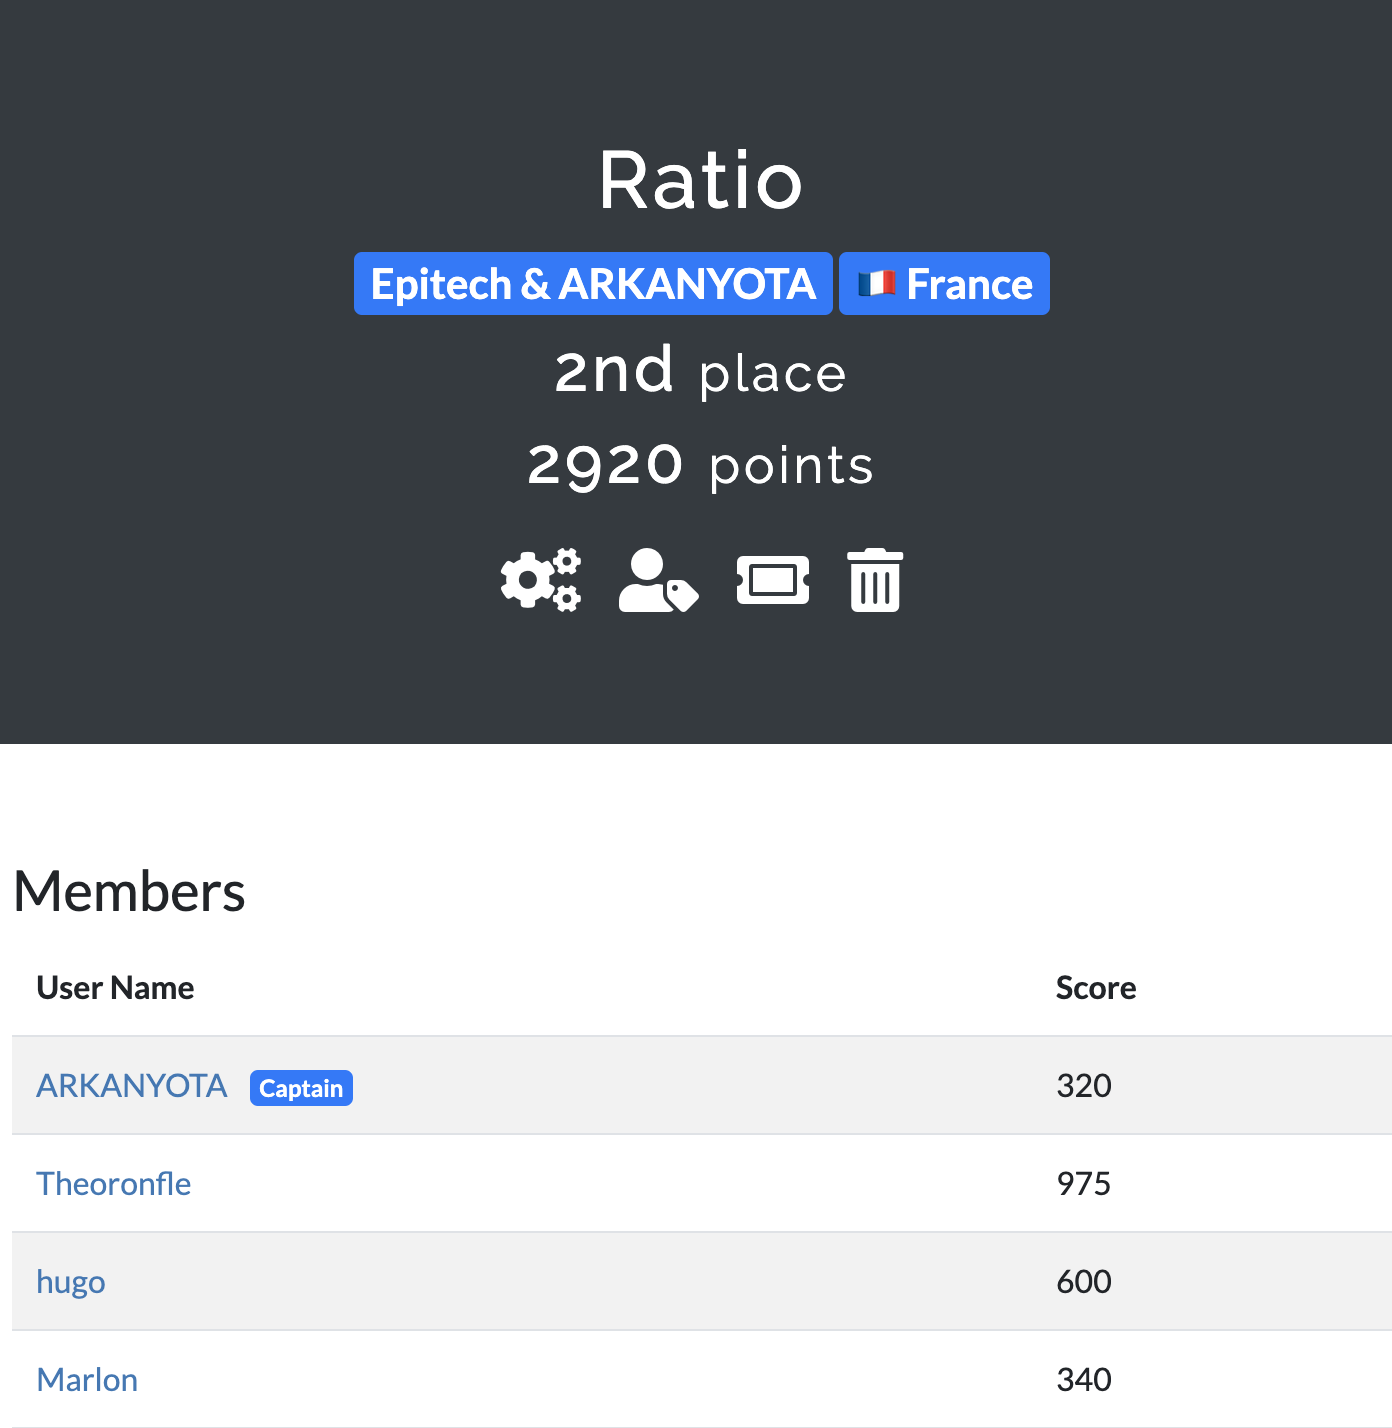 Ratio
Epitech & ARKANYOTA 🇫🇷 France
2nd place
2920 points
Members
User Name Score
ARKANYOTA Captain 320
Theoronfle 975
hugo 600
Marlon 340